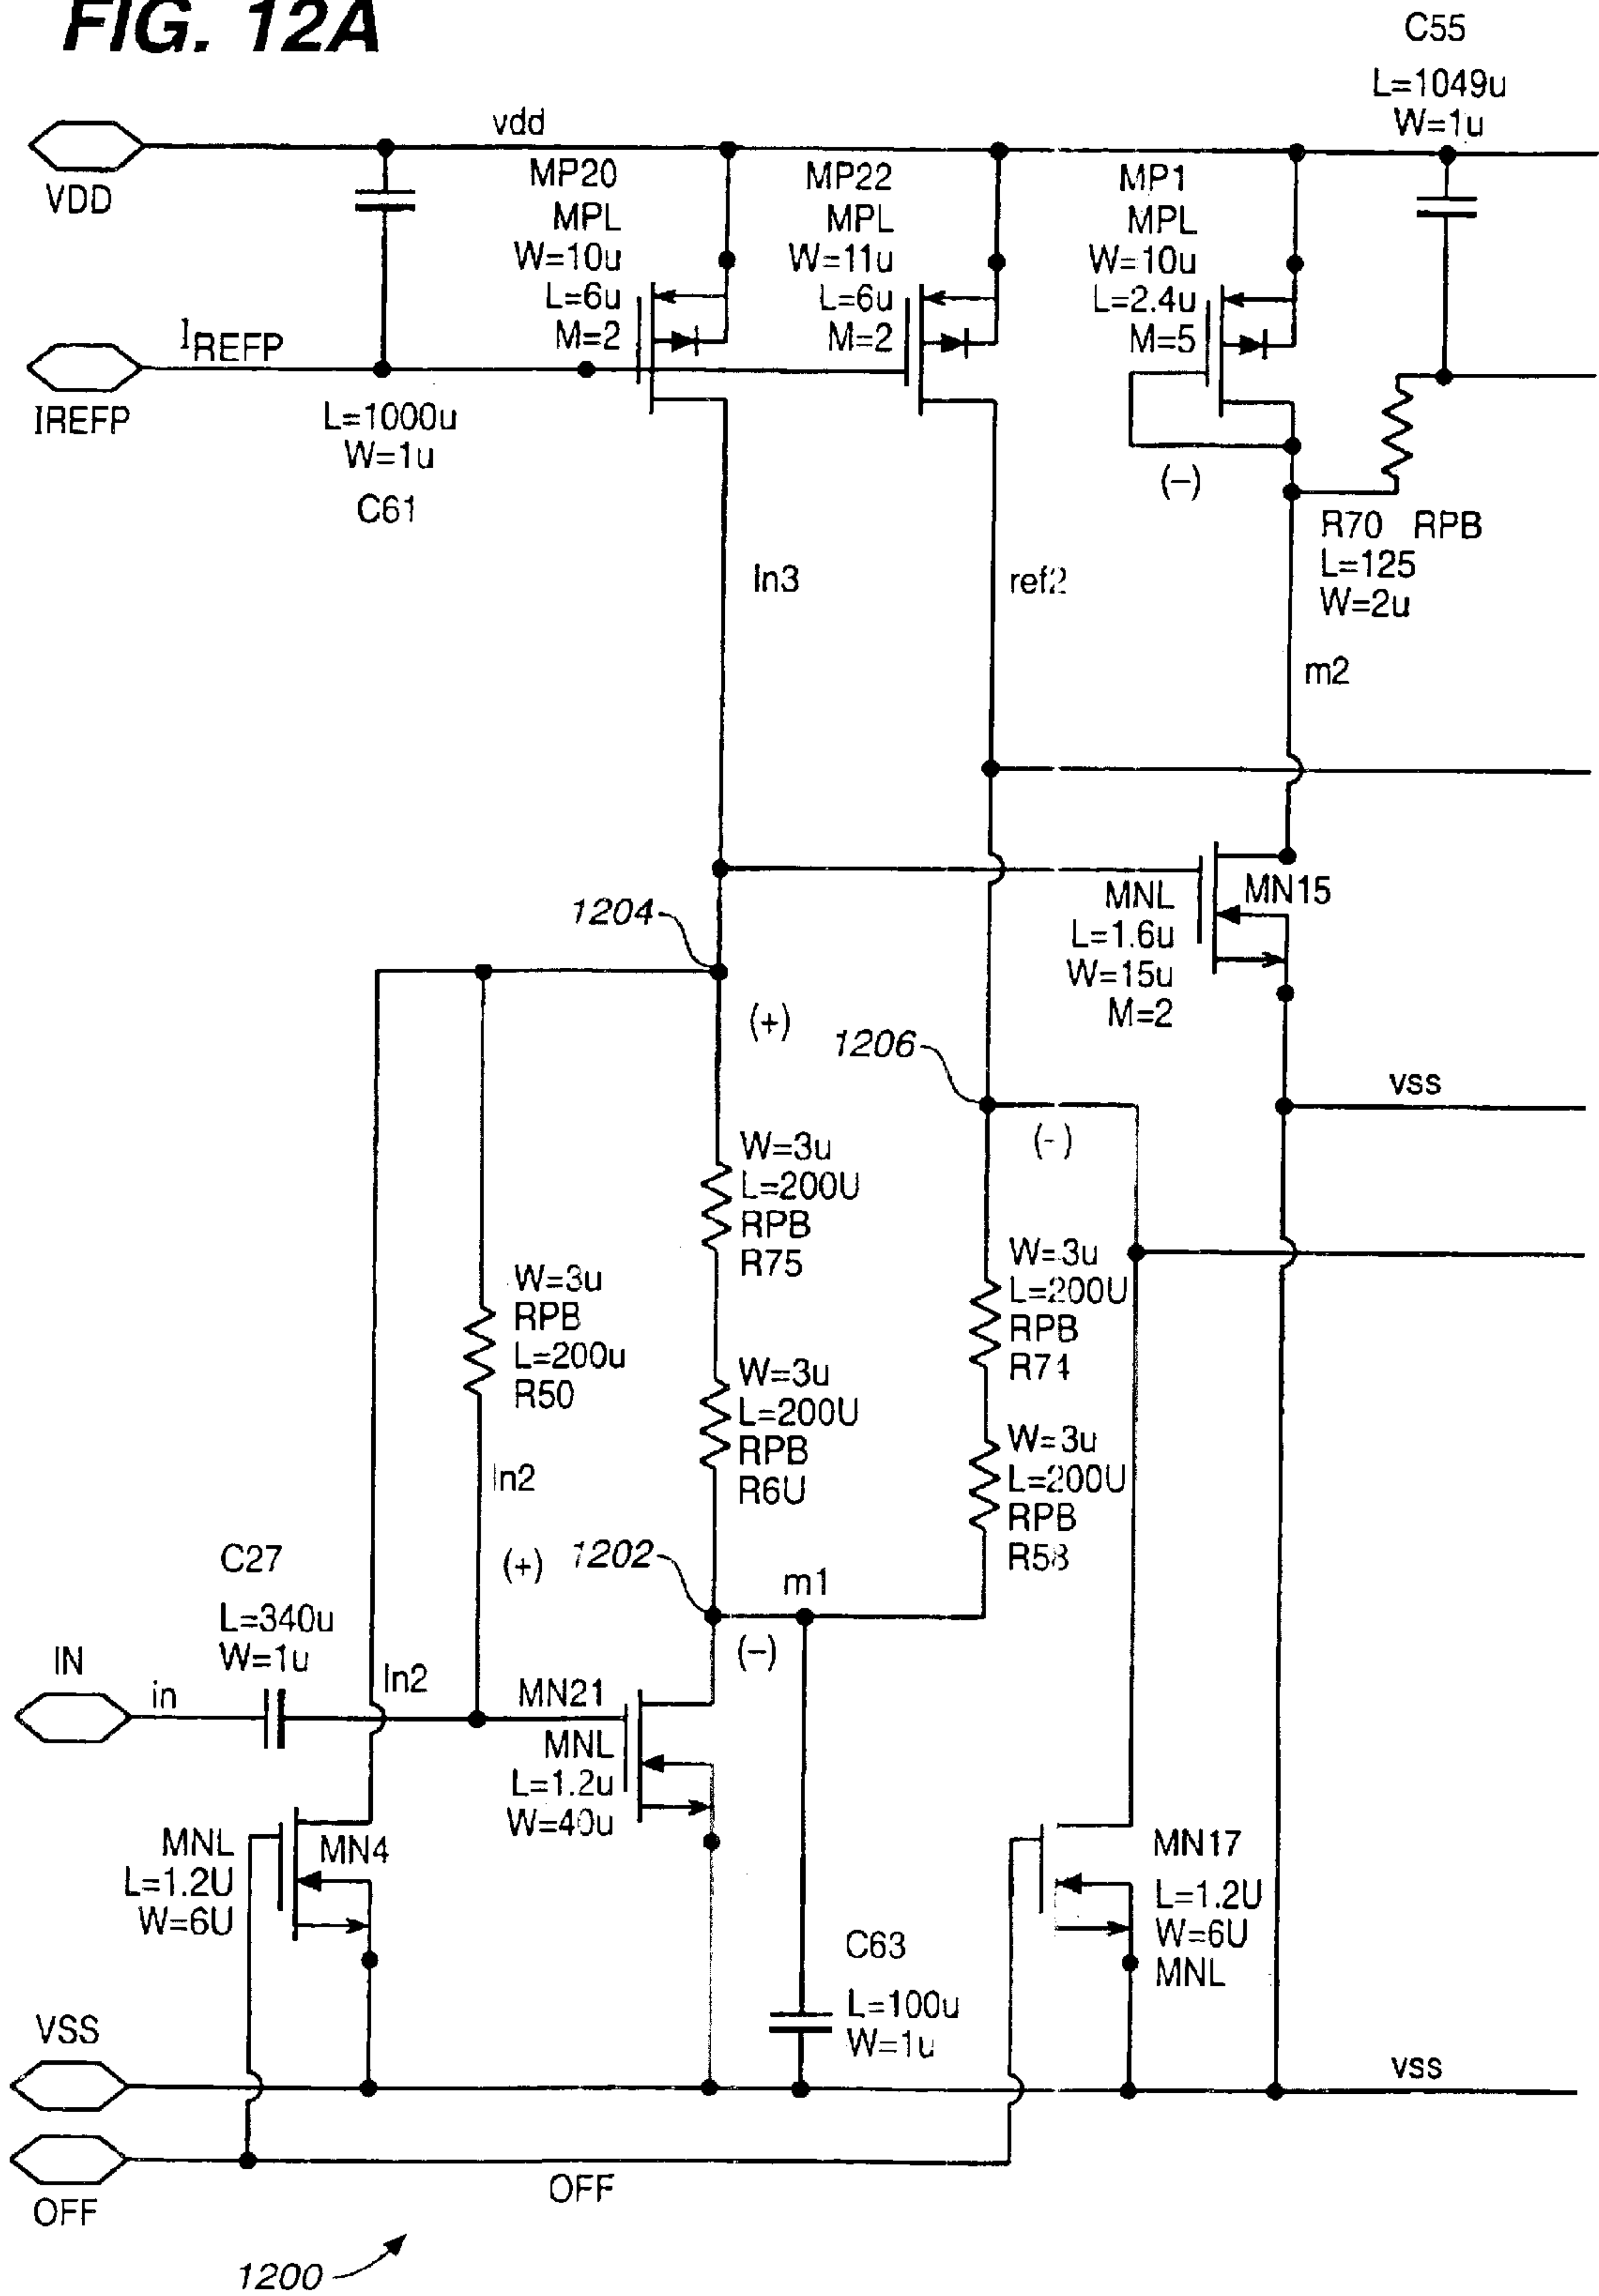 FIG. 12A
C55
L=1049u
W=1u
VDD
vdd
MP20
MPL
W=10u
L=6u
M=2
MP22
MPL
W=11u
L=6u
M=2
MP1
MPL
W=10u
L=2.4u
M=5
IREFP
IREFP
L=1000u
W=1u
C61
(–)
R70 RPB
L=125
W=2u
In3
ref2
m2
1204
(+)
MNL
L=1.6u
W=15u
M=2
MN15
1206
(-)
vss
W=3u
L=200U
RPB
R75
W=3u
L=200U
RPB
R74
W=3u
RPB
L=200u
R50
W=3u
L=200U
RPB
R6U
W=3u
L=200U
RPB
R58
In2
(+)
1202
m1
(–)
C27
L=340u
W=1u
IN
in
In2
MN21
MNL
L=1.2u
W=40u
MNL
L=1.2U
W=6U
MN4
MN17
L=1.2U
W=6U
MNL
C63
L=100u
W=1u
VSS
vss
OFF
OFF
1200